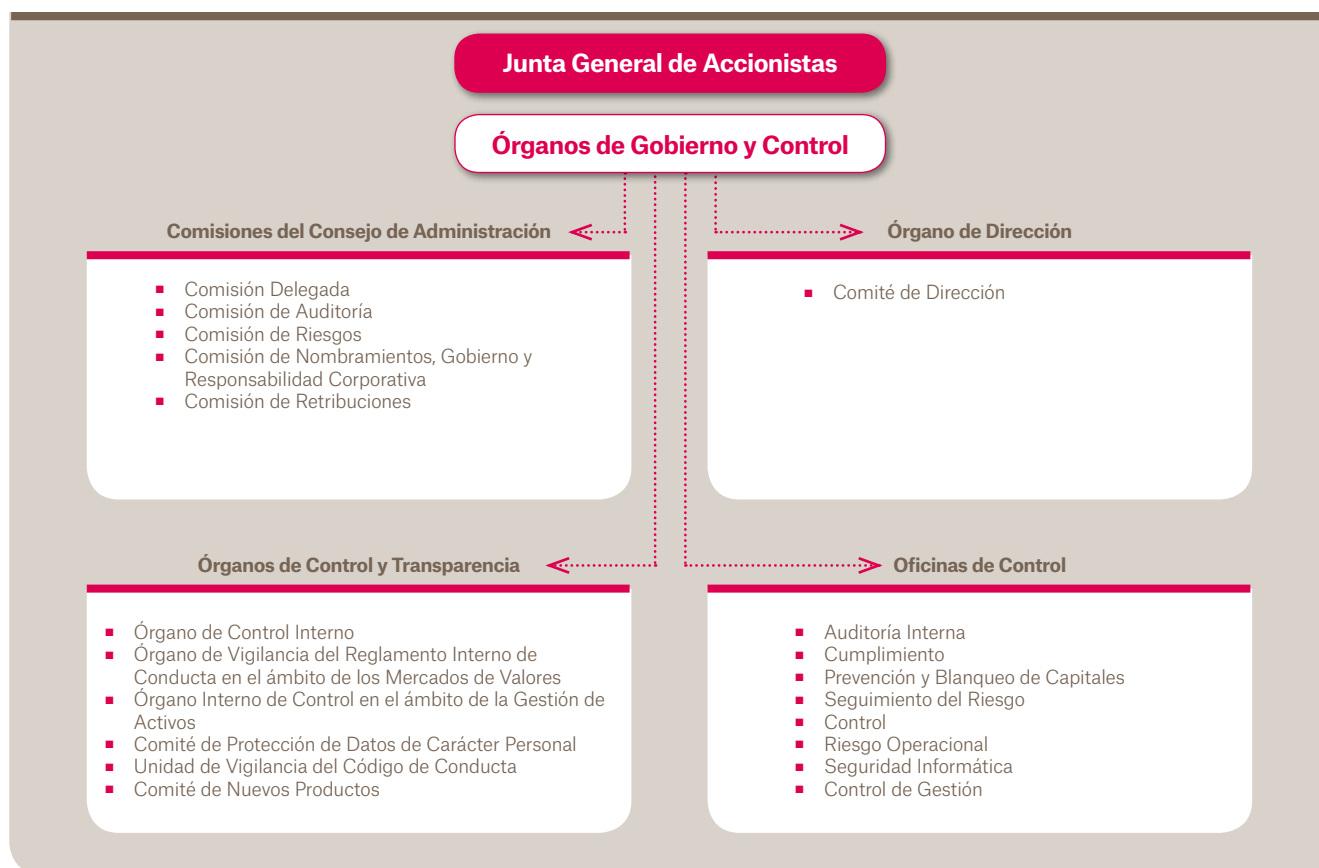 Junta General de Accionistas
Órganos de Gobierno y Control
Comisiones del Consejo de Administración
Comisión Delegada
Comisión de Auditoría
Comisión de Riesgos
Comisión de Nombramientos, Gobierno y
Responsabilidad Corporativa
Comisión de Retribuciones
Órgano de Dirección
Comité de Dirección
Órganos de Control y Transparencia
Órgano de Control Interno
Órgano de Vigilancia del Reglamento Interno de
Conducta en el ámbito de los Mercados de Valores
Órgano Interno de Control en el ámbito de la Gestión de
Activos
Comité de Protección de Datos de Carácter Personal
Unidad de Vigilancia del Código de Conducta
Comité de Nuevos Productos
Oficinas de Control
Auditoría Interna
Cumplimiento
Prevención y Blanqueo de Capitales
Seguimiento del Riesgo
Control
Riesgo Operacional
Seguridad Informática
Control de Gestión